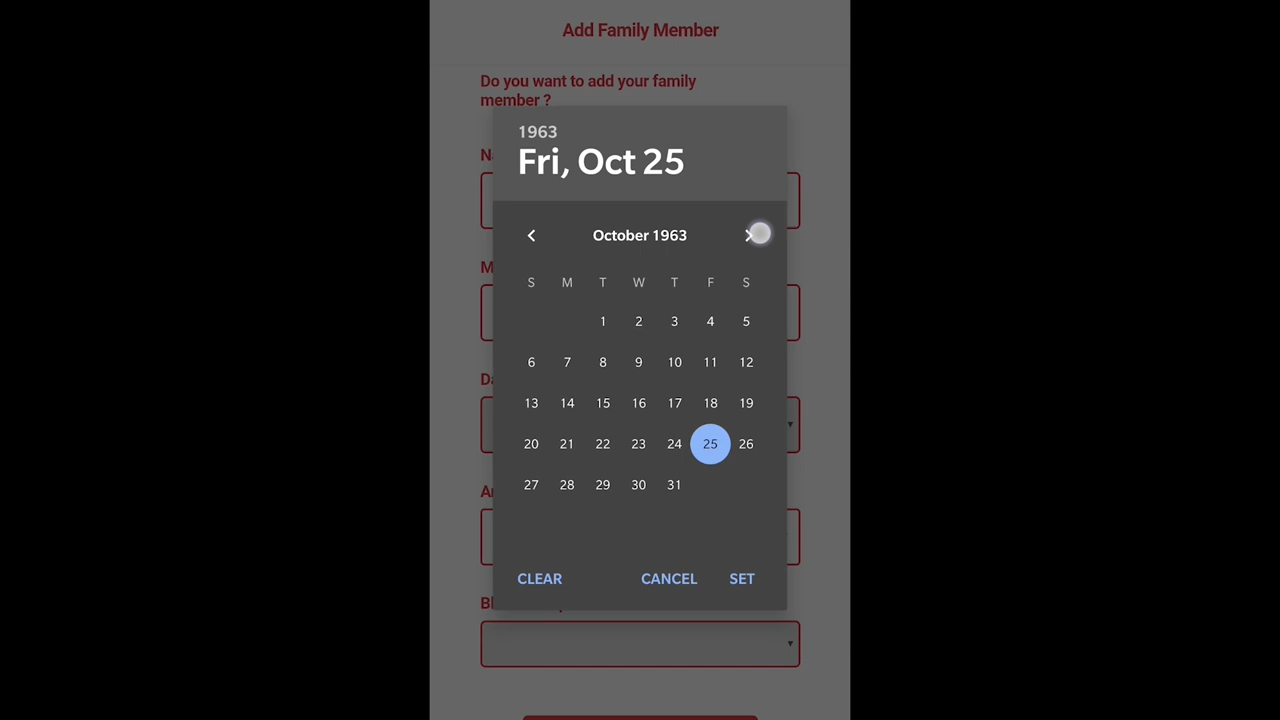 Add Family Member
Do you want to add your family
member ?
1963
Fri, Oct 25
October 1963
S M T W T F S
1 2 3 4 5
6 7 8 9 10 11 12
13 14 15 16 17 18 19
20 21 22 23 24 25 26
27 28 29 30 31
CLEAR CANCEL SET